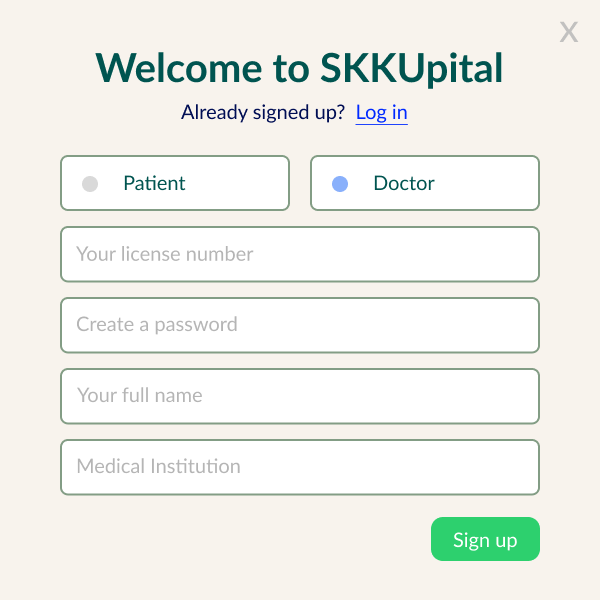 X
Welcome to SKKUpital
Already signed up? Log in
Patient Doctor
Your license number
Create a password
Your full name
Medical Institution
Sign up